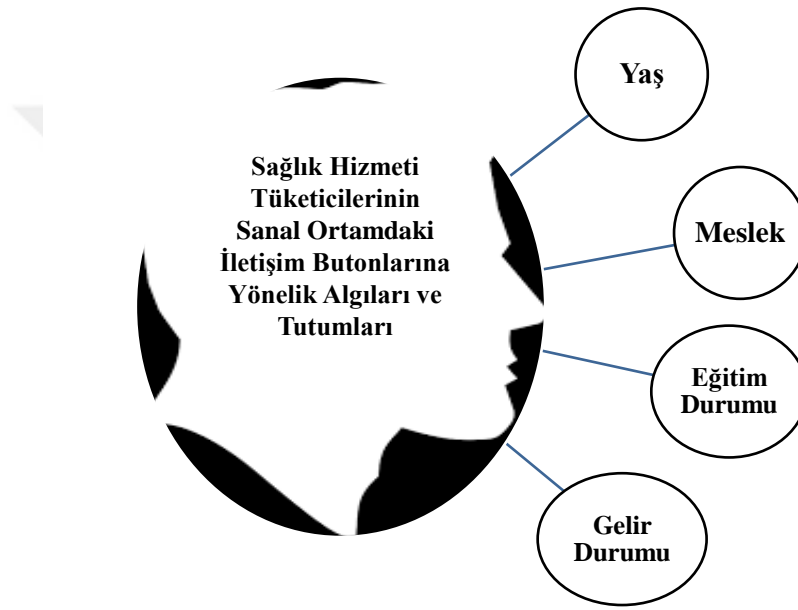 Sağlık Hizmeti
Tüketicilerinin
Sanal Ortamdaki
İletişim Butonlarına
Yönelik Algıları ve
Tutumları
Yaş
Meslek
Eğitim
Durumu
Gelir
Durumu